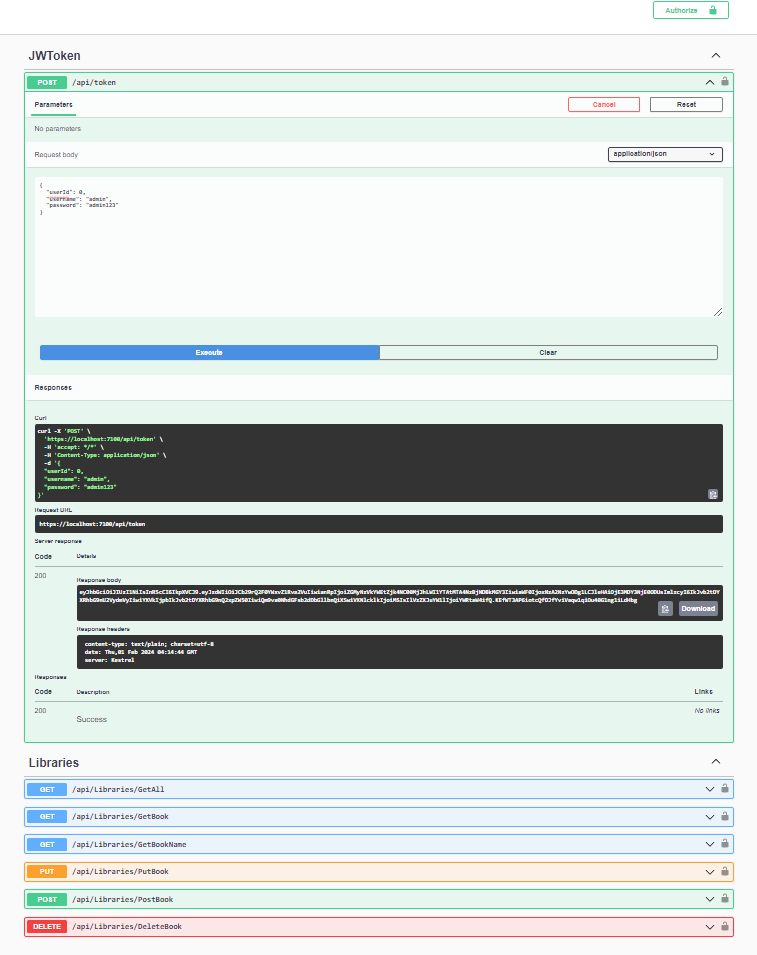 Authorize
JWToken
POST /api/token
Parameters Cancel Reset
No parameters
Request body application/json
{
"userId": 0,
"username": "admin",
"password": "admin123"
}
Execute Clear
Responses
Curl
curl -X 'POST' \
'https://localhost:7100/api/token' \
-H 'accept: */*' \
-H 'Content-Type: application/json' \
-d '{
"userId": 0,
"username": "admin",
"password": "admin123"
}'
Request URL
https://localhost:7100/api/token
Server response
Code Details
200
Response body
Download
Response headers
content-type: text/plain; charset=utf-8
date: Thu,01 Feb 2024 04:14:44 GMT
server: Kestrel
Responses
Code Description Links
200 Success No links
Libraries
GET /api/Libraries/GetAll
GET /api/Libraries/GetBook
GET /api/Libraries/GetBookName
PUT /api/Libraries/PutBook
POST /api/Libraries/PostBook
DELETE /api/Libraries/DeleteBook